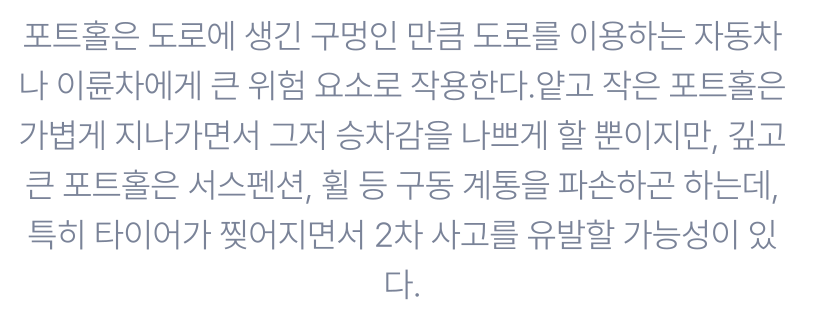 포트홀은 도로에 생긴 구멍인 만큼 도로를 이용하는 자동차
나 이륜차에게 큰 위험 요소로 작용한다.얕고 작은 포트홀은
가볍게 지나가면서 그저 승차감을 나쁘게 할 뿐이지만, 깊고
큰 포트홀은 서스펜션, 휠 등 구동 계통을 파손하곤 하는데,
특히 타이어가 찢어지면서 2차 사고를 유발할 가능성이 있
다.